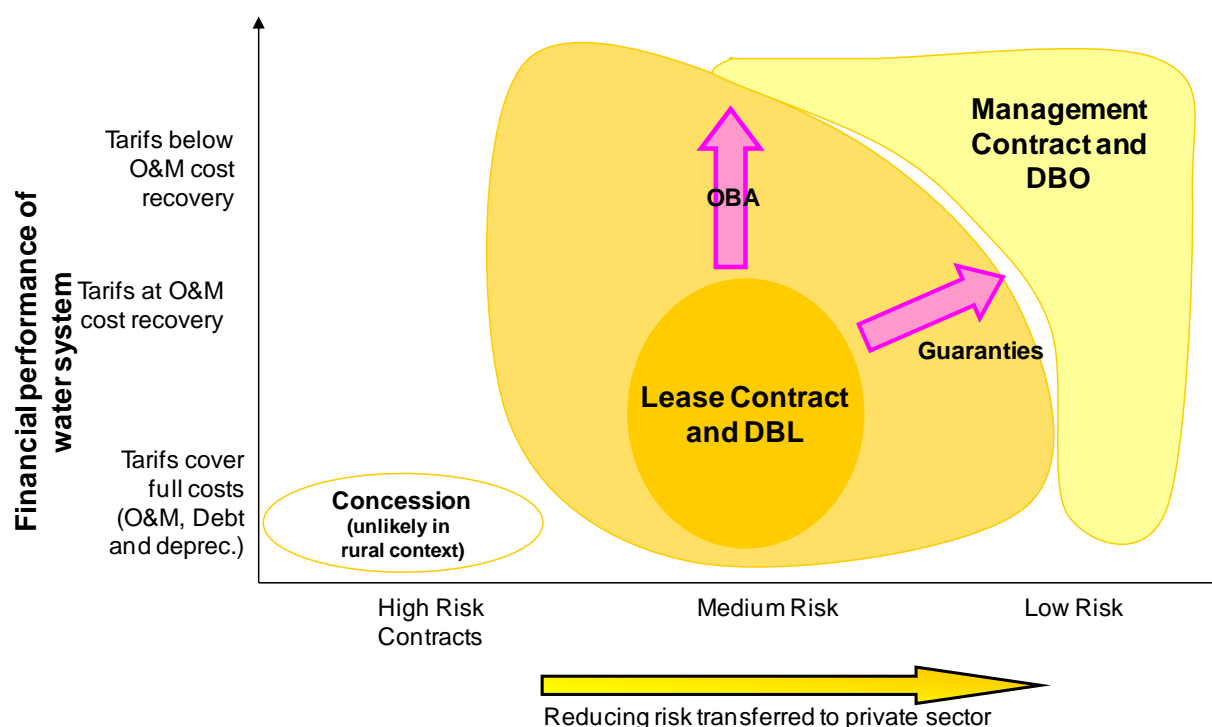 Financial performance of
water system
Tarifs below
O&M cost
recovery
Tarifs at O&M
cost recovery
Tarifs cover
full costs
(O&M, Debt
and deprec.)
Management
Contract and
DBO
OBA
Guaranties
Lease Contract
and DBL
Concession
(unlikely in
rural context)
High Risk
Contracts
Medium Risk
Low Risk
Reducing risk transferred to private sector